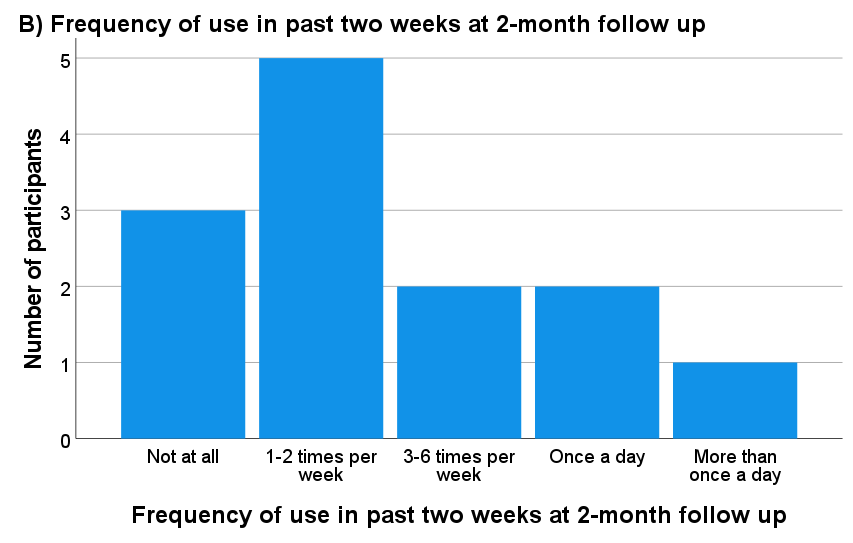 B) Frequency of use in past two weeks at 2-month follow up
Number of participants
5
4
3
2
1
0
Not at all
1-2 times per
week
3-6 times per
week
Once a day
More than
once a day
Frequency of use in past two weeks at 2-month follow up